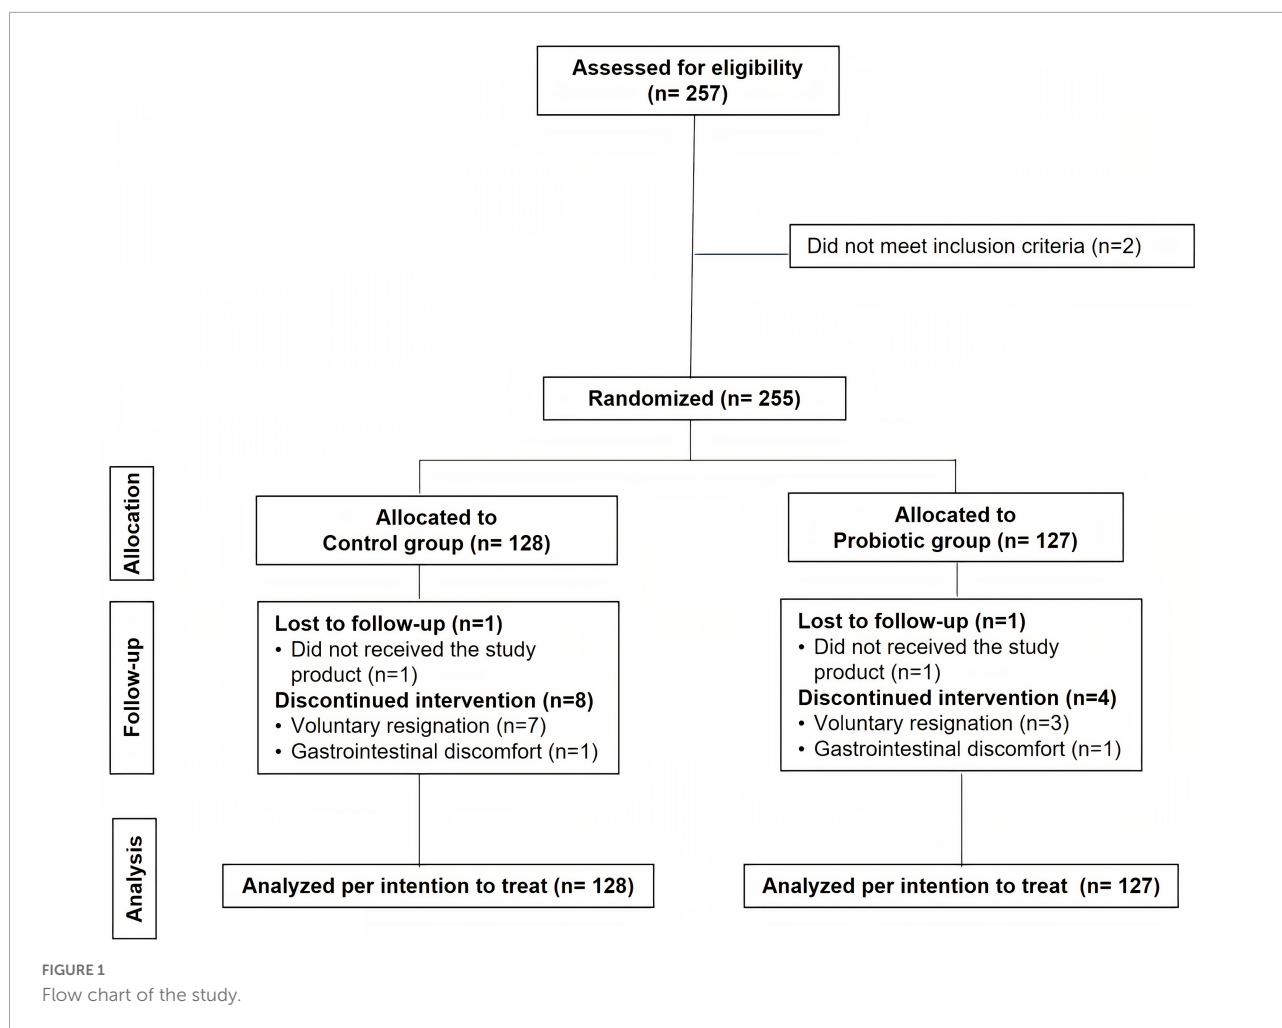 Assessed for eligibility
(n= 257)
Did not meet inclusion criteria (n=2)
Randomized (n= 255)
Allocation
Allocated to
Control group (n= 128)
Allocated to
Probiotic group (n= 127)
Follow-up
Lost to follow-up (n=1)
• Did not received the study
product (n=1)
Discontinued intervention (n=8)
• Voluntary resignation (n=7)
• Gastrointestinal discomfort (n=1)
Lost to follow-up (n=1)
• Did not received the study
product (n=1)
Discontinued intervention (n=4)
• Voluntary resignation (n=3)
• Gastrointestinal discomfort (n=1)
Analysis
Analyzed per intention to treat (n= 128)
Analyzed per intention to treat (n= 127)
FIGURE 1
Flow chart of the study.